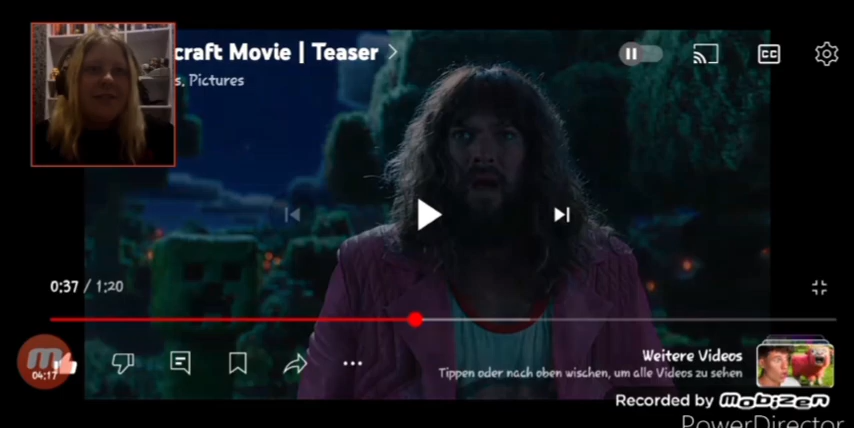 craft Movie | Teaser
s. Pictures
0:37 / 1:20
04:17
Weitere Videos
Tippen oder nach oben wischen, um alle Videos zu sehen
Recorded by Mobizen
PowerDirector